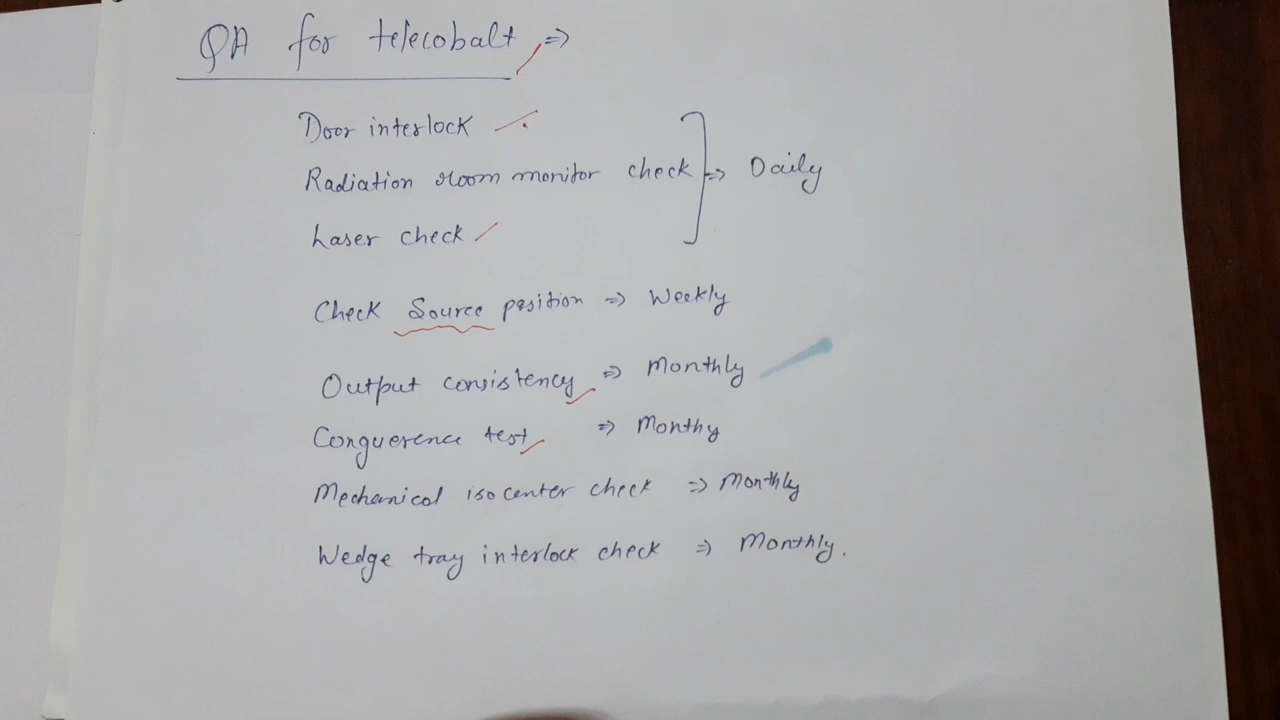 QA for telecobalt ⇒
Door interlock
Radiation room monitor check ⇒ Daily
Laser check
Check Source position ⇒ Weekly
Output consistency ⇒ Monthly
Conguerence test ⇒ Monthy
Mechanical isocenter check ⇒ Monthly
Wedge tray interlock check ⇒ Monthly.